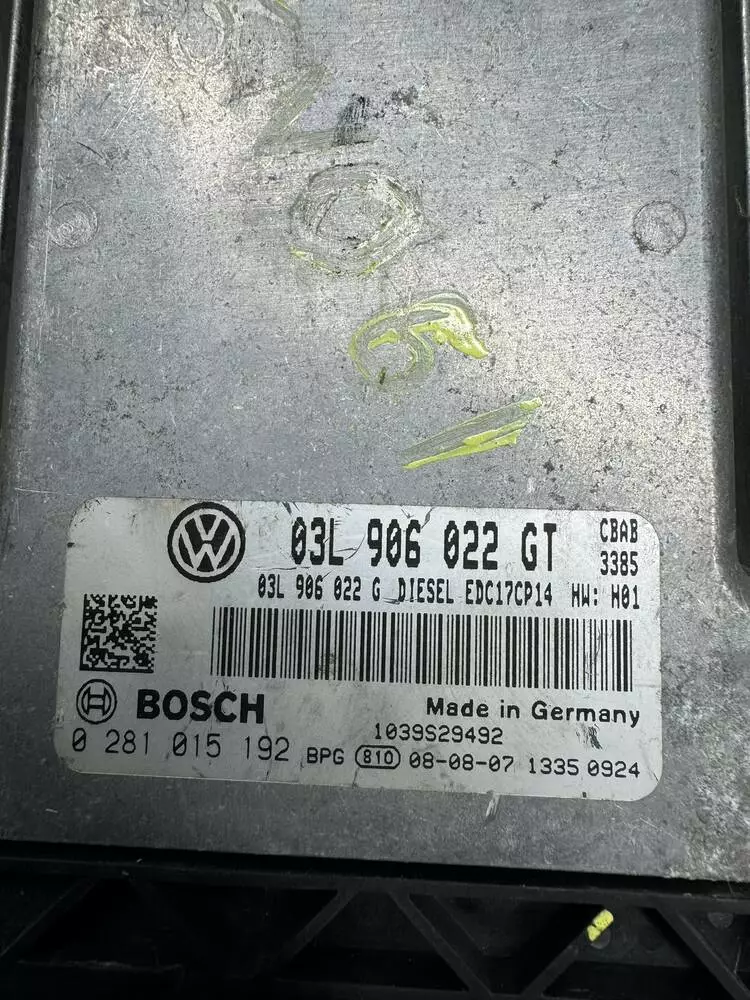 03L 906 022 GT
CBAB
3385
03L 906 022 G DIESEL EDC17CP14 HW: H01
BOSCH
Made in Germany
1039S29492
0 281 015 192 BPG 810 08-08-07 1335 0924